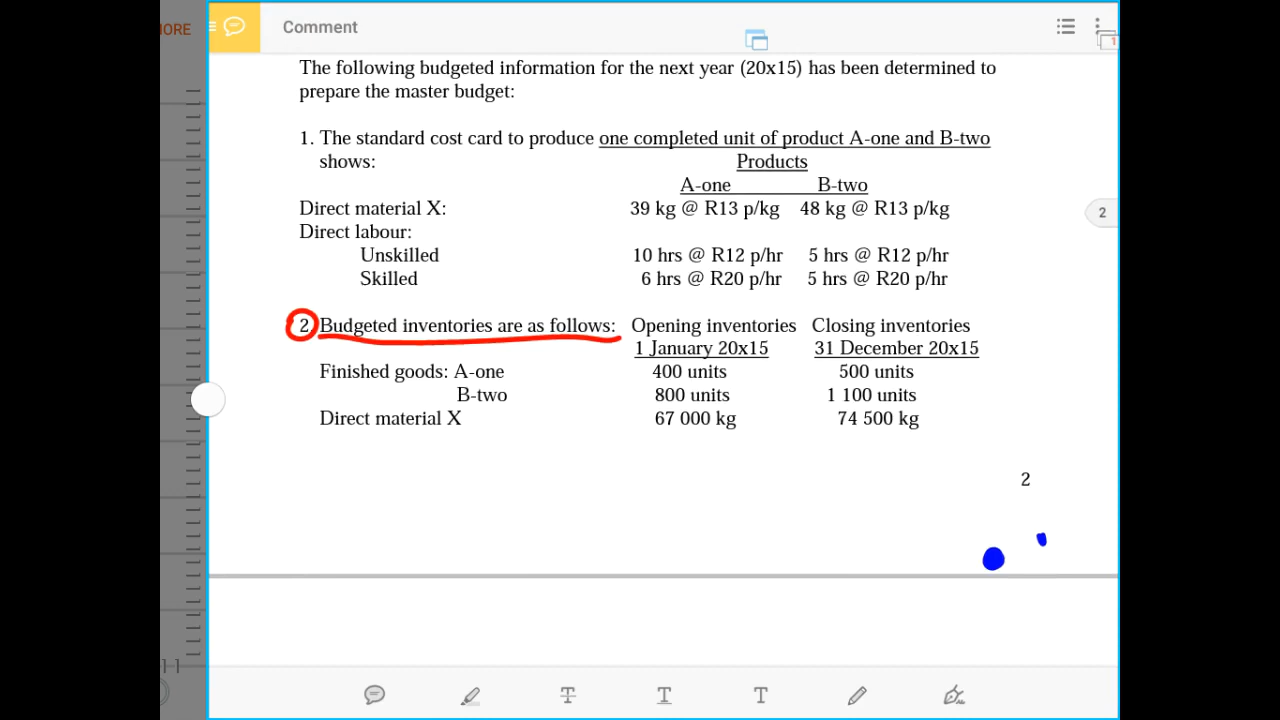 ORE
Comment
1
The following budgeted information for the next year (20x15) has been determined to
prepare the master budget:
1. The standard cost card to produce one completed unit of product A-one and B-two
shows: Products
A-one B-two
Direct material X: 39 kg @ R13 p/kg 48 kg @ R13 p/kg
2
Direct labour:
Unskilled 10 hrs @ R12 p/hr 5 hrs @ R12 p/hr
Skilled 6 hrs @ R20 p/hr 5 hrs @ R20 p/hr
2. Budgeted inventories are as follows: Opening inventories Closing inventories
1 January 20x15 31 December 20x15
Finished goods: A-one 400 units 500 units
B-two 800 units 1 100 units
Direct material X 67 000 kg 74 500 kg
2
T T T